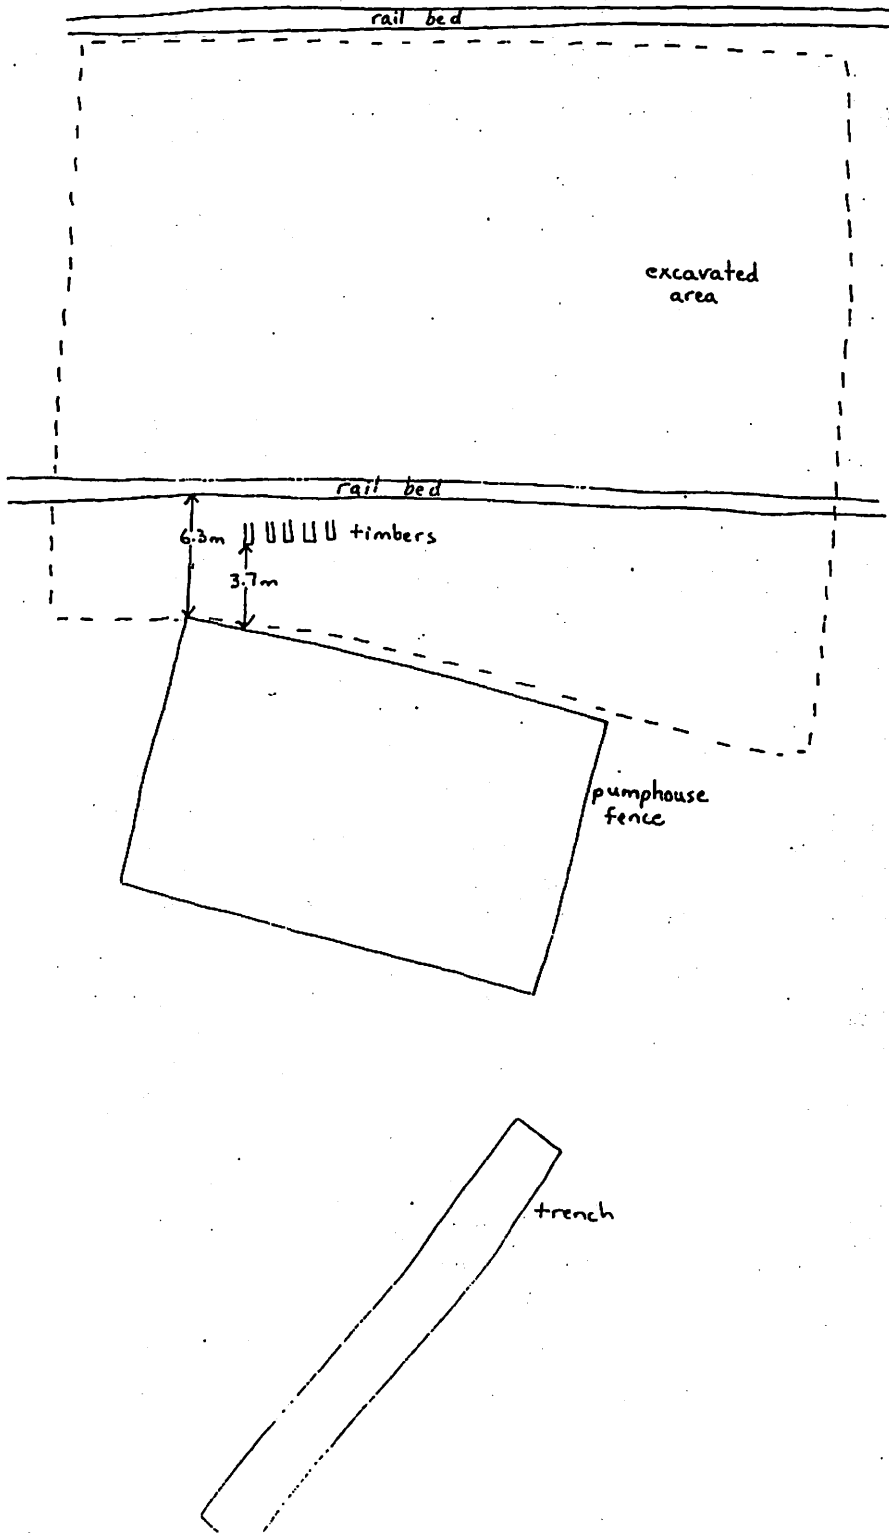 rail bed
excavated
area
rail bed
6.3m
timbers
3.7m
pumphouse
fence
trench